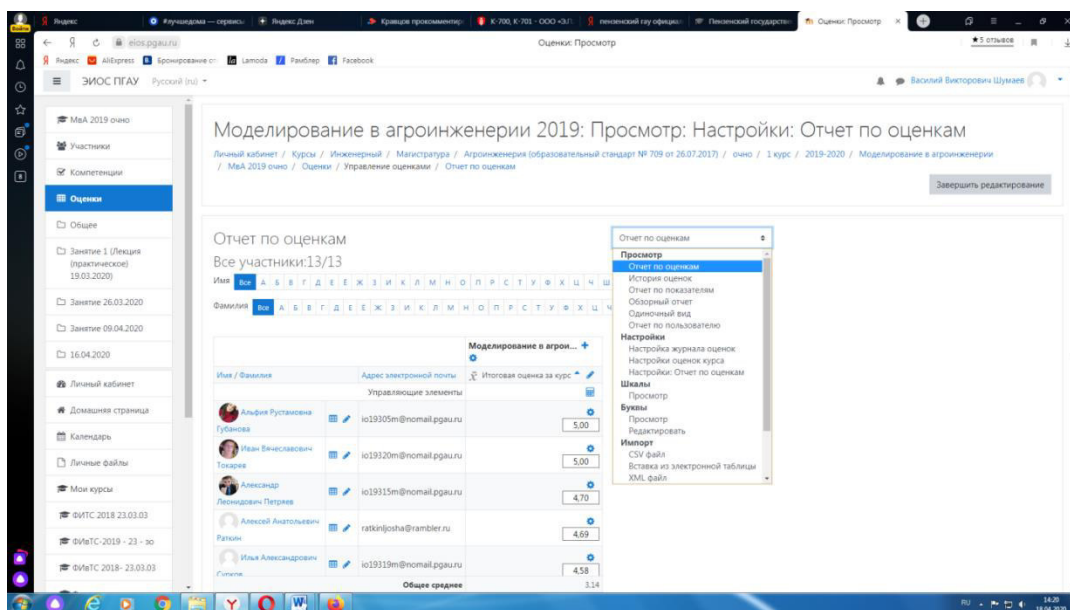 Яндекс
#лучшедома — сервисы
Яндекс Дзен
Кравцов прокомментир
К-700, К-701 - ООО «ЭЛ
пензенский гау официал
Пензенский государстве
Оценки: Просмотр
Войти
eios.pgau.ru
Оценки: Просмотр
★ 5 отзывов
Яндекс
AliExpress
Бронирование от
Lamoda
Рамблер
Facebook
ЭИОС ПГАУ
Русский (ru)
Василий Викторович Шумаев
МвА 2019 очно
Участники
Компетенции
Оценки
Общее
Занятие 1 (Лекция
(практическое)
19.03.2020)
Занятие 26.03.2020
Занятие 09.04.2020
16.04.2020
Личный кабинет
Домашняя страница
Календарь
Личные файлы
Мои курсы
ФИТС 2018 23.03.03
ФИвТС-2019 - 23 - зо
ФИвТС 2018- 23.03.03
Моделирование в агроинженерии 2019: Просмотр: Настройки: Отчет по оценкам
Личный кабинет / Курсы / Инженерный / Магистратура / Агроинженерия (образовательный стандарт № 709 от 26.07.2017) / очно / 1 курс / 2019-2020 / Моделирование в агроинженерии
/ МвА 2019 очно / Оценки / Управление оценками / Отчет по оценкам
Завершить редактирование
Отчет по оценкам
Все участники:13/13
Имя Все А Б В Г Д Е Ё Ж З И К Л М Н О П Р С Т У Ф Х Ц Ч Ш
Фамилия Все А Б В Г Д Е Ё Ж З И К Л М Н О П Р С Т У Ф Х Ц Ч
Моделирование в агрои...
Имя / Фамилия
Адрес электронной почты
Итоговая оценка за курс
Управляющие элементы
Альфия Рустамовна
Губанова
io19305m@nomail.pgau.ru
5,00
Иван Вячеславович
Токарев
io19320m@nomail.pgau.ru
5,00
Александр
Леонидович Петряев
io19315m@nomail.pgau.ru
4,70
Алексей Анатольевич
Раткин
ratkinljosha@rambler.ru
4,69
Илья Александрович
io19319m@nomail.pgau.ru
4,58
Общее среднее
3,14
Отчет по оценкам
Просмотр
Отчет по оценкам
История оценок
Отчет по показателям
Обзорный отчет
Одиночный вид
Отчет по пользователю
Настройки
Настройка журнала оценок
Настройки оценок курса
Настройки: Отчет по оценкам
Шкалы
Просмотр
Буквы
Просмотр
Редактировать
Импорт
CSV файл
Вставка из электронной таблицы
XML файл
RU
14:20
18.04.2020